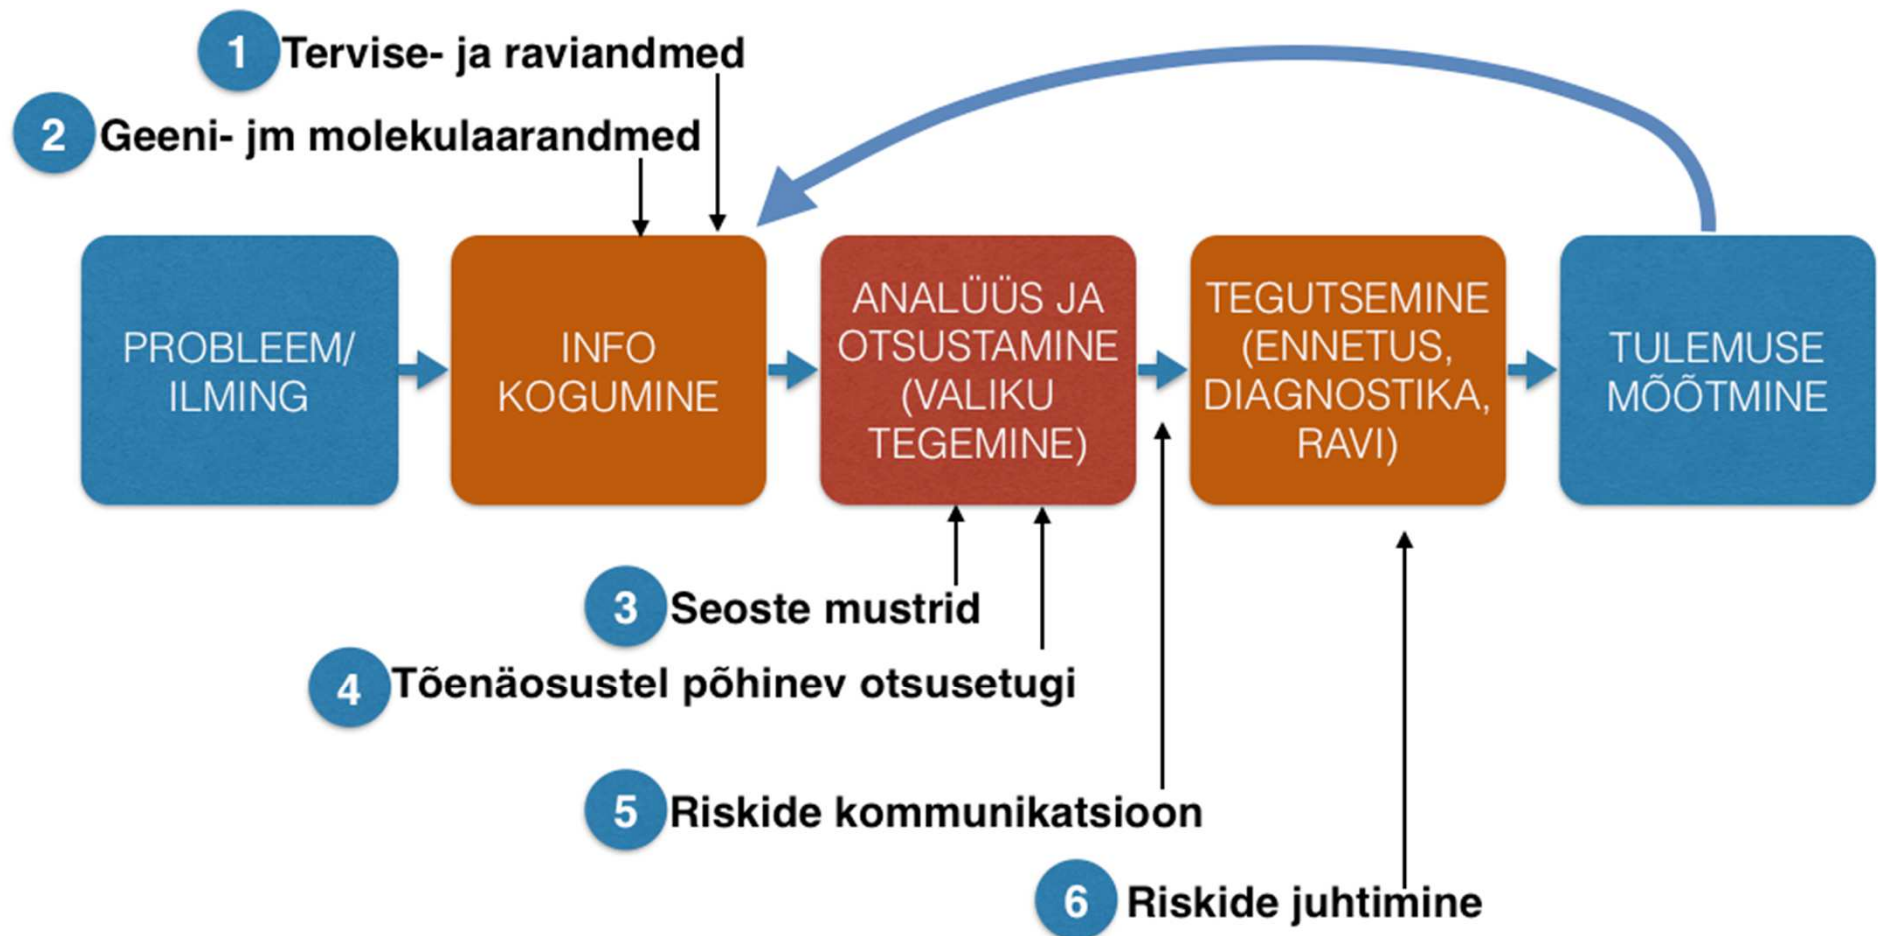 1 Tervise- ja raviandmed
2 Geeni- jm molekulaarandmed
PROBLEEM/
ILMING
INFO
KOGUMINE
ANALÜÜS JA
OTSUSTAMINE
(VALIKU
TEGEMINE)
TEGUTSEMINE
(ENNETUS,
DIAGNOSTIKA,
RAVI)
TULEMUSE
MÕÕTMINE
3 Seoste mustrid
4 Tõenäosustel põhinev otsusetugi
5 Riskide kommunikatsioon
6 Riskide juhtimine